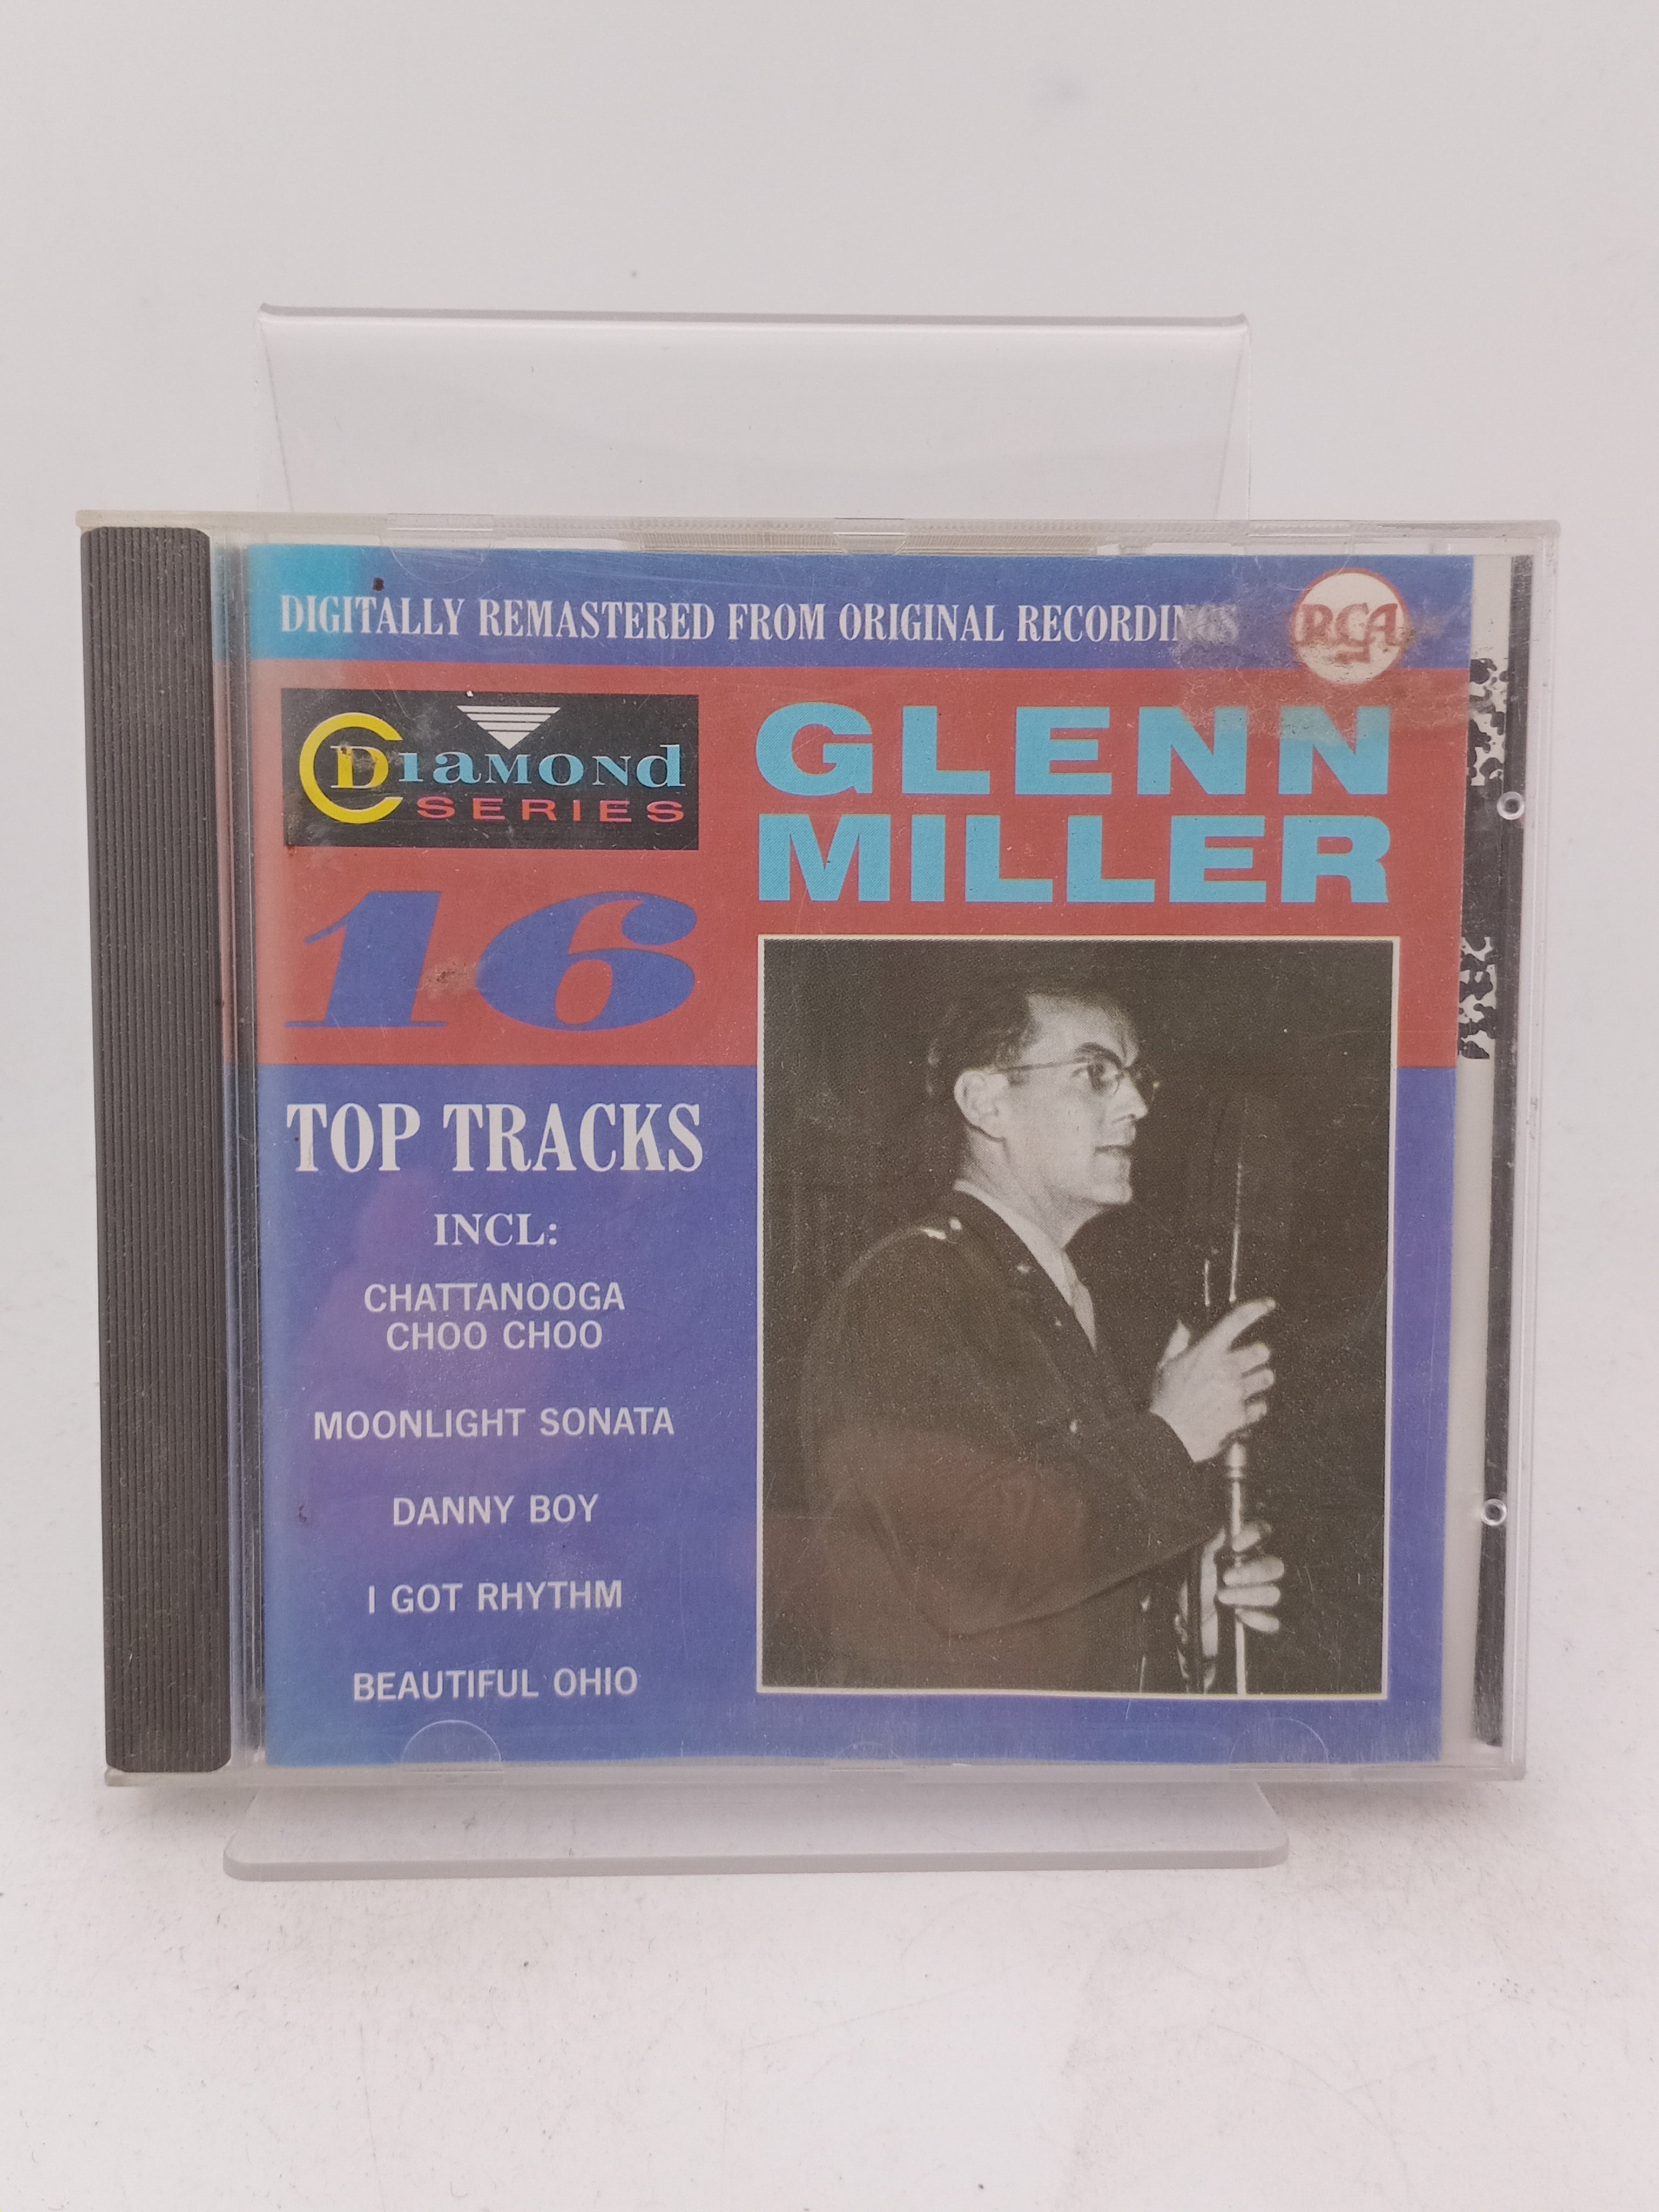 DIGITALLY REMASTERED FROM ORIGINAL RECORDINGS
RCA
CDIAMOND
SERIES
GLENN
MILLER
16
TOP TRACKS
INCL:
CHATTANOOGA
CHOO CHOO
MOONLIGHT SONATA
DANNY BOY
I GOT RHYTHM
BEAUTIFUL OHIO